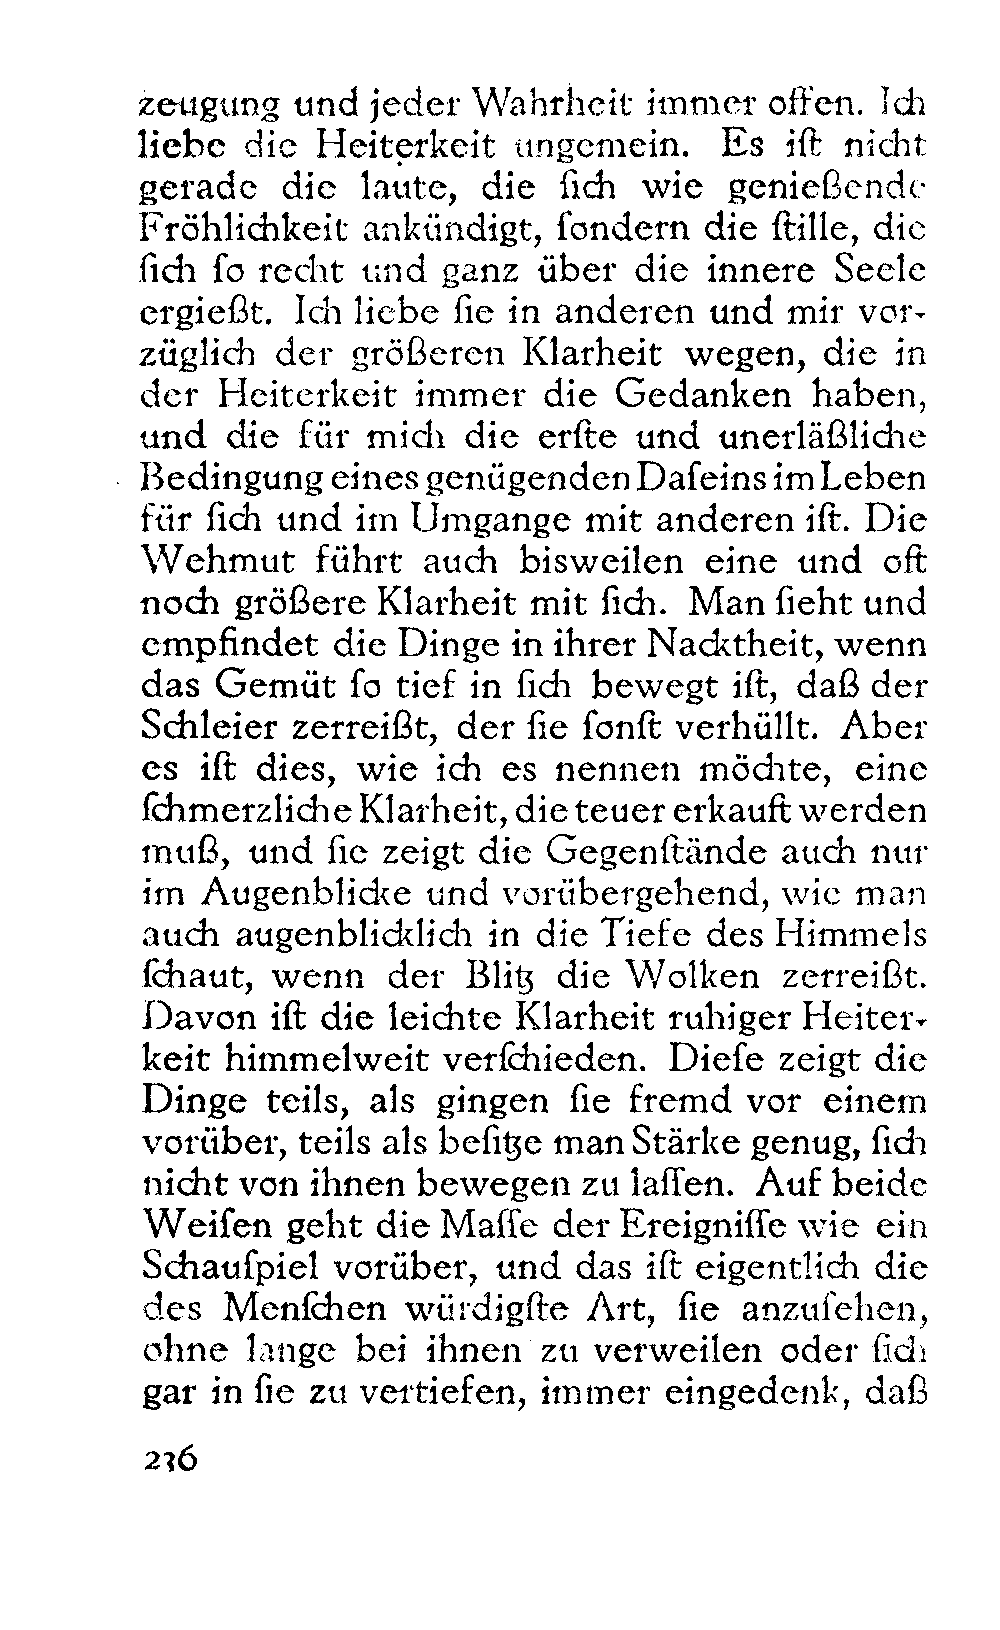 zeugung und jeder Wahrheit immer offen. Ich
liebe die Heiterkeit ungemein. Es iſt nicht
gerade die laute, die ſich wie genießende
Fröhlichkeit ankündigt, ſondern die ſtille, die
ſich ſo recht und ganz über die innere Seele
ergießt. Ich liebe ſie in anderen und mir vor-
züglich der größeren Klarheit wegen, die in
der Heiterkeit immer die Gedanken haben,
und die für mich die erſte und unerläßliche
Bedingung eines genügenden Daſeins im Leben
für ſich und im Umgange mit anderen iſt. Die
Wehmut führt auch bisweilen eine und oft
noch größere Klarheit mit ſich. Man ſieht und
empfindet die Dinge in ihrer Nacktheit, wenn
das Gemüt ſo tief in ſich bewegt iſt, daß der
Schleier zerreißt, der ſie ſonſt verhüllt. Aber
es iſt dies, wie ich es nennen möchte, eine
ſchmerzliche Klarheit, die teuer erkauft werden
muß, und ſie zeigt die Gegenſtände auch nur
im Augenblicke und vorübergehend, wie man
auch augenblicklich in die Tiefe des Himmels
ſchaut, wenn der Blitz die Wolken zerreißt.
Davon iſt die leichte Klarheit ruhiger Heiter-
keit himmelweit verſchieden. Dieſe zeigt die
Dinge teils, als gingen ſie fremd vor einem
vorüber, teils als beſitze man Stärke genug, ſich
nicht von ihnen bewegen zu laſſen. Auf beide
Weiſen geht die Maſſe der Ereigniſſe wie ein
Schauſpiel vorüber, und das iſt eigentlich die
des Menſchen würdigſte Art, ſie anzuſehen,
ohne lange bei ihnen zu verweilen oder ſich
gar in ſie zu vertiefen, immer eingedenk, daß
236